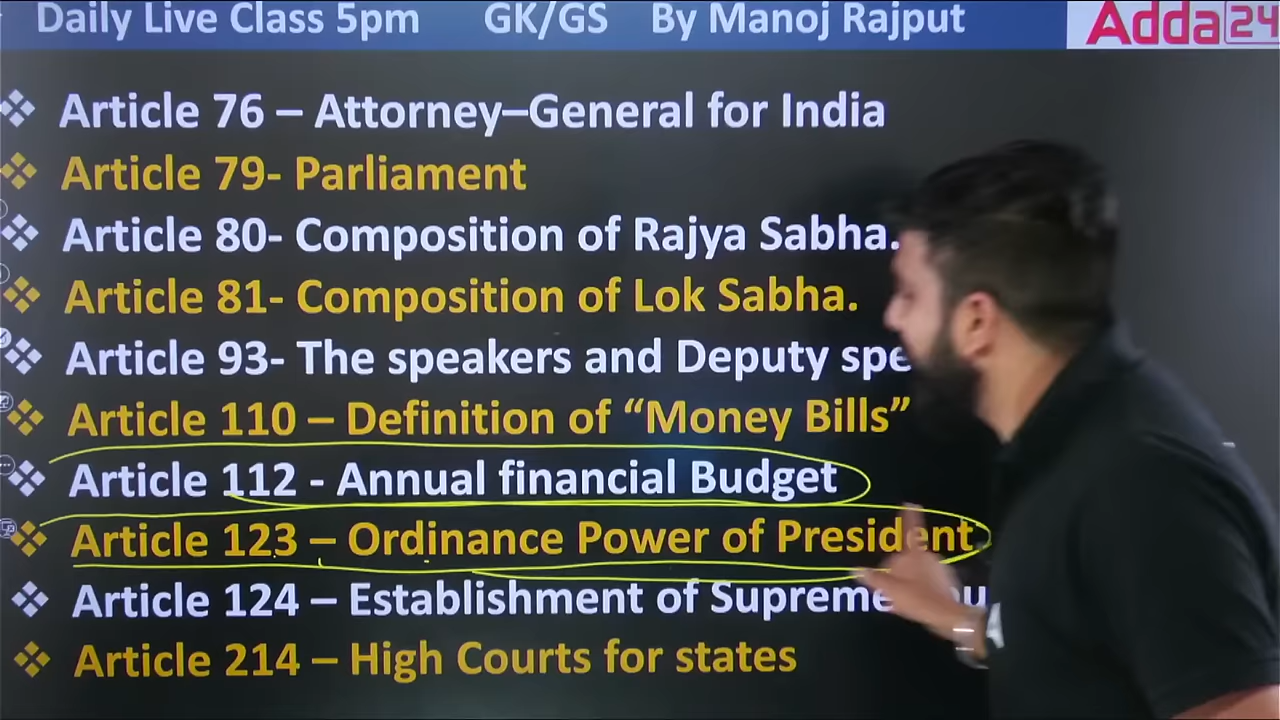 Daily Live Class 5pm GK/GS By Manoj Rajput
Adda24
Article 76 – Attorney–General for India
Article 79- Parliament
Article 80- Composition of Rajya Sabha.
Article 81- Composition of Lok Sabha.
Article 93- The speakers and Deputy spe
Article 110 – Definition of “Money Bills”
Article 112 - Annual financial Budget
Article 123 – Ordinance Power of President
Article 124 – Establishment of Supreme
Article 214 – High Courts for states